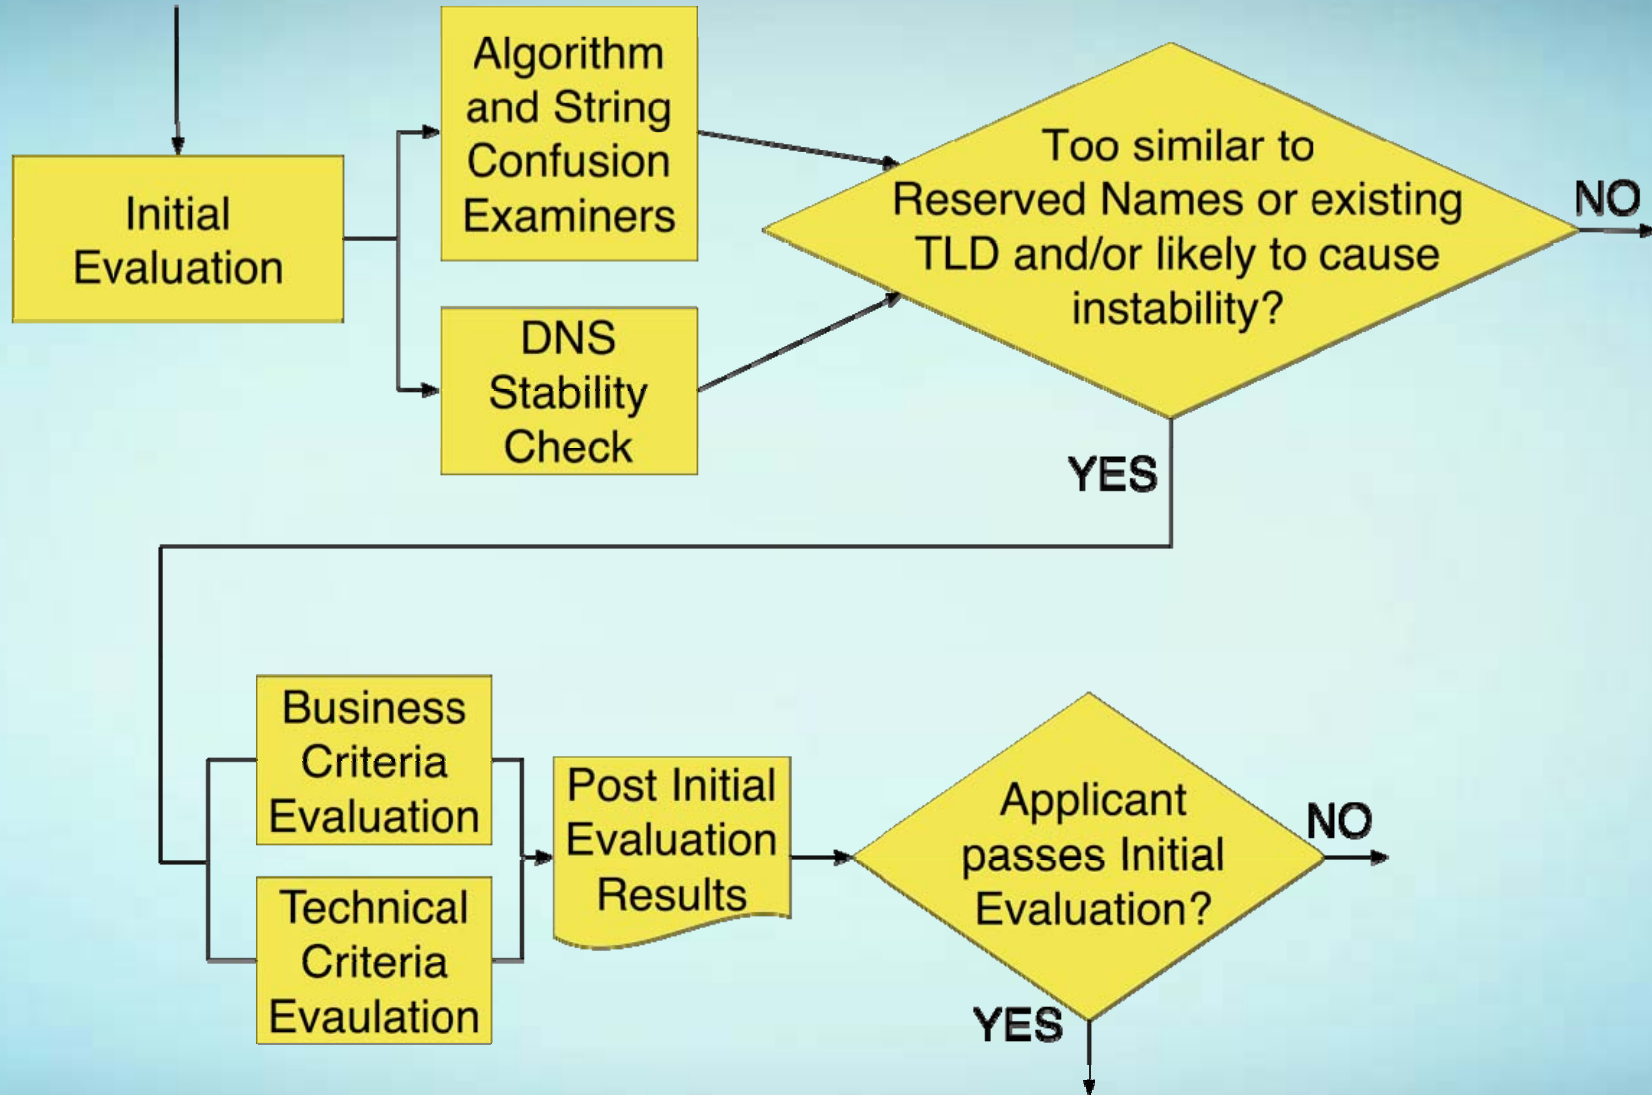 Initial
Evaluation
Algorithm
and String
Confusion
Examiners
DNS
Stability
Check
Too similar to
Reserved Names or existing
TLD and/or likely to cause
instability?
NO
YES
Business
Criteria
Evaluation
Technical
Criteria
Evaulation
Post Initial
Evaluation
Results
Applicant
passes Initial
Evaluation?
NO
YES